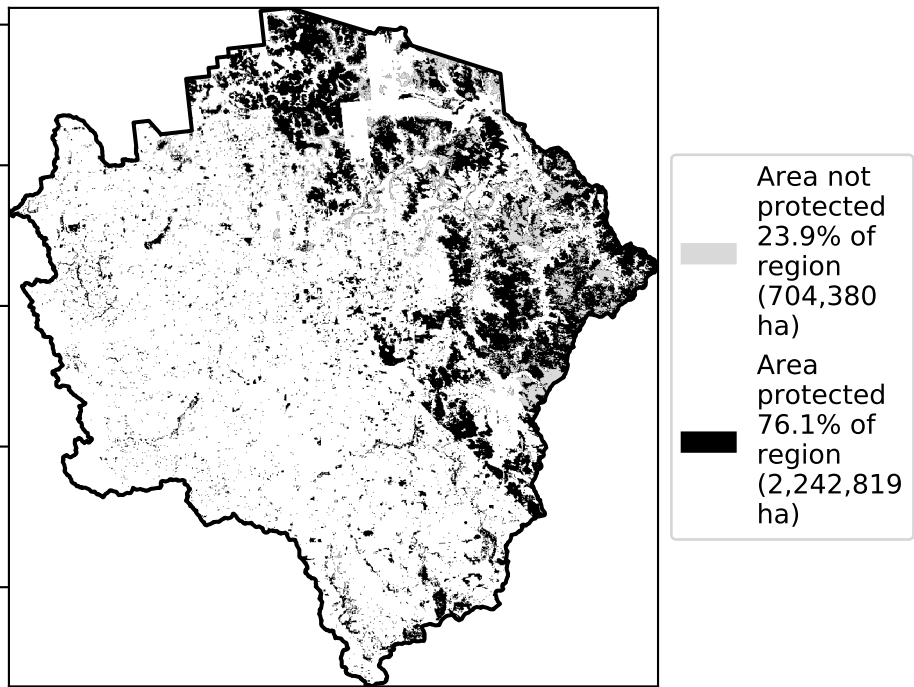 Area not
protected
23.9% of
region
(704,380
ha)
Area
protected
76.1% of
region
(2,242,819
ha)